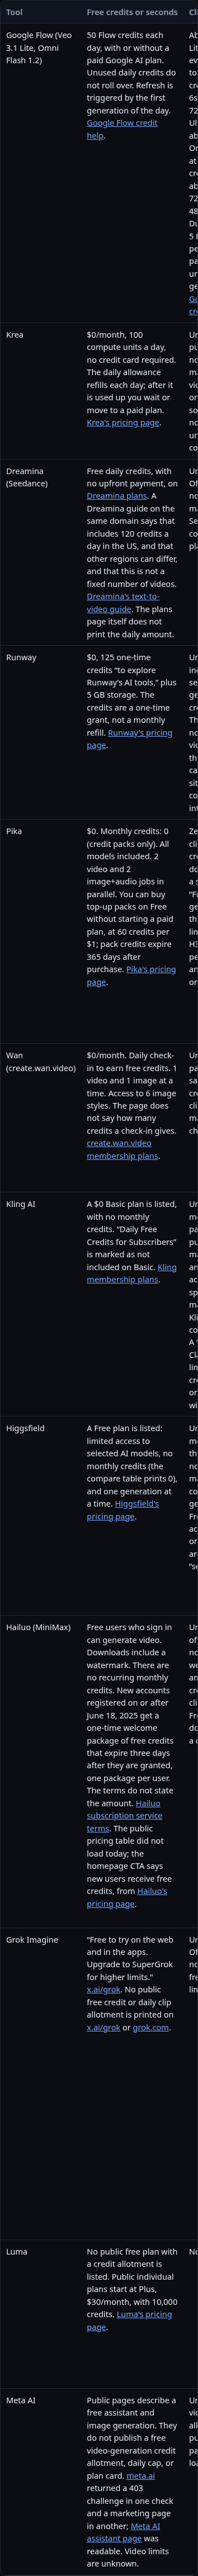 Tool
Free credits or seconds
Google Flow (Veo
3.1 Lite, Omni
Flash 1.2)
50 Flow credits each
day, with or without a
paid Google AI plan.
Unused daily credits do
not roll over. Refresh is
triggered by the first
generation of the day.
Google Flow credit
help.
Krea
$0/month, 100
compute units a day,
no credit card required.
The daily allowance
refills each day; after it
is used up you wait or
move to a paid plan.
Krea's pricing page.
Dreamina
(Seedance)
Free daily credits, with
no upfront payment, on
Dreamina plans. A
Dreamina guide on the
same domain says that
includes 120 credits a
day in the US, and that
other regions can differ,
and that this is not a
fixed number of videos.
Dreamina's text-to-
video guide. The plans
page itself does not
print the daily amount.
Runway
$0, 125 one-time
credits “to explore
Runway’s AI tools,” plus
5 GB storage. The
credits are a one-time
grant, not a monthly
refill. Runway's pricing
page.
Pika
$0. Monthly credits: 0
(credit packs only). All
models included. 2
video and 2
image+audio jobs in
parallel. You can buy
top-up packs on Free
without starting a paid
plan, at 60 credits per
$1; pack credits expire
365 days after
purchase. Pika's pricing
page.
Wan
(create.wan.video)
$0/month. Daily check-
in to earn free credits. 1
video and 1 image at a
time. Access to 6 image
styles. The page does
not say how many
credits a check-in gives.
create.wan.video
membership plans.
Kling AI
A $0 Basic plan is listed,
with no monthly
credits. “Daily Free
Credits for Subscribers”
is marked as not
included on Basic. Kling
membership plans.
Higgsfield
A Free plan is listed:
limited access to
selected AI models, no
monthly credits (the
compare table prints 0),
and one generation at
a time. Higgsfield's
pricing page.
Hailuo (MiniMax)
Free users who sign in
can generate video.
Downloads include a
watermark. There are
no recurring monthly
credits. New accounts
registered on or after
June 18, 2025 get a
one-time welcome
package of free credits
that expire three days
after they are granted,
one package per user.
The terms do not state
the amount. Hailuo
subscription service
terms. The public
pricing table did not
load today; the
homepage CTA says
new users receive free
credits, from Hailuo's
pricing page.
Grok Imagine
“Free to try on the web
and in the apps.
Upgrade to SuperGrok
for higher limits.”
x.ai/grok. No public
free credit or daily clip
allotment is printed on
x.ai/grok or grok.com.
Luma
No public free plan with
a credit allotment is
listed. Public individual
plans start at Plus,
$30/month, with 10,000
credits. Luma's pricing
page.
Meta AI
Public pages describe a
free assistant and
image generation. They
do not publish a free
video-generation credit
allotment, daily cap, or
plan card. meta.ai
returned a 403
challenge in one check
and a marketing page
in another; Meta AI
assistant page was
readable. Video limits
are unknown.